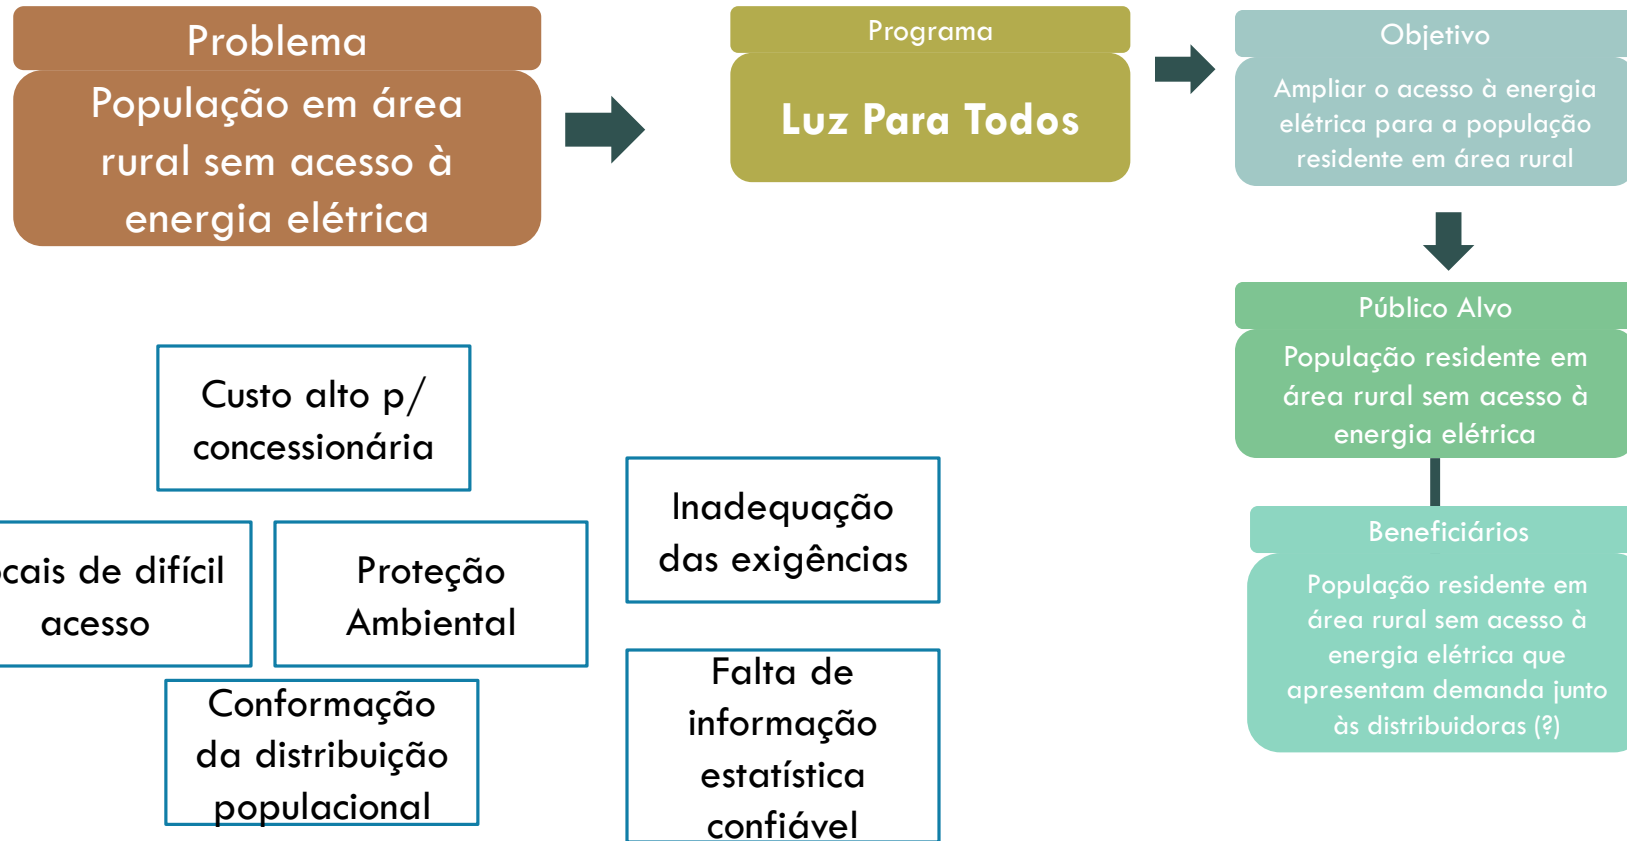 Problema
População em área
rural sem acesso à
energia elétrica
Programa
Luz Para Todos
Objetivo
Ampliar o acesso à energia
elétrica para a população
residente em área rural
Público Alvo
População residente em
área rural sem acesso à
energia elétrica
Beneficiários
População residente em
área rural sem acesso à
energia elétrica que
apresentam demanda junto
às distribuidoras (?)
Custo alto p/
concessionária
de difícil
acesso
Proteção
Ambiental
Inadequação
das exigências
Conformação
da distribuição
populacional
Falta de
informação
estatística
confiável